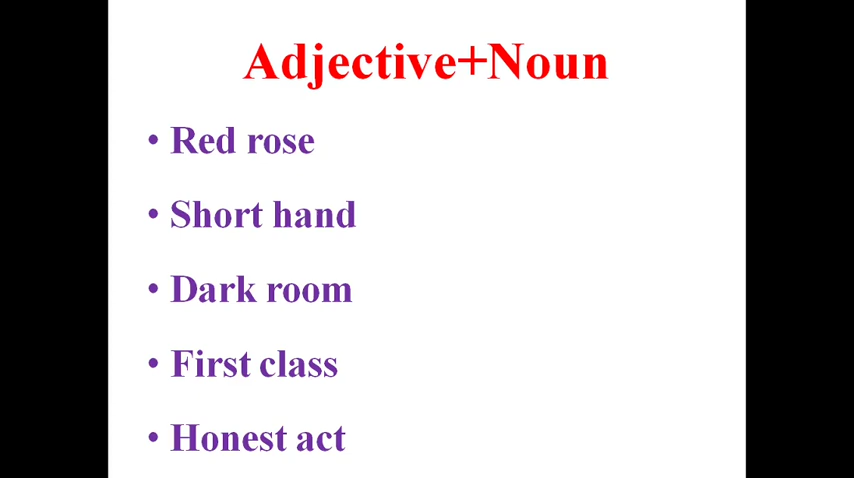 Adjective+Noun
• Red rose
• Short hand
• Dark room
• First class
• Honest act